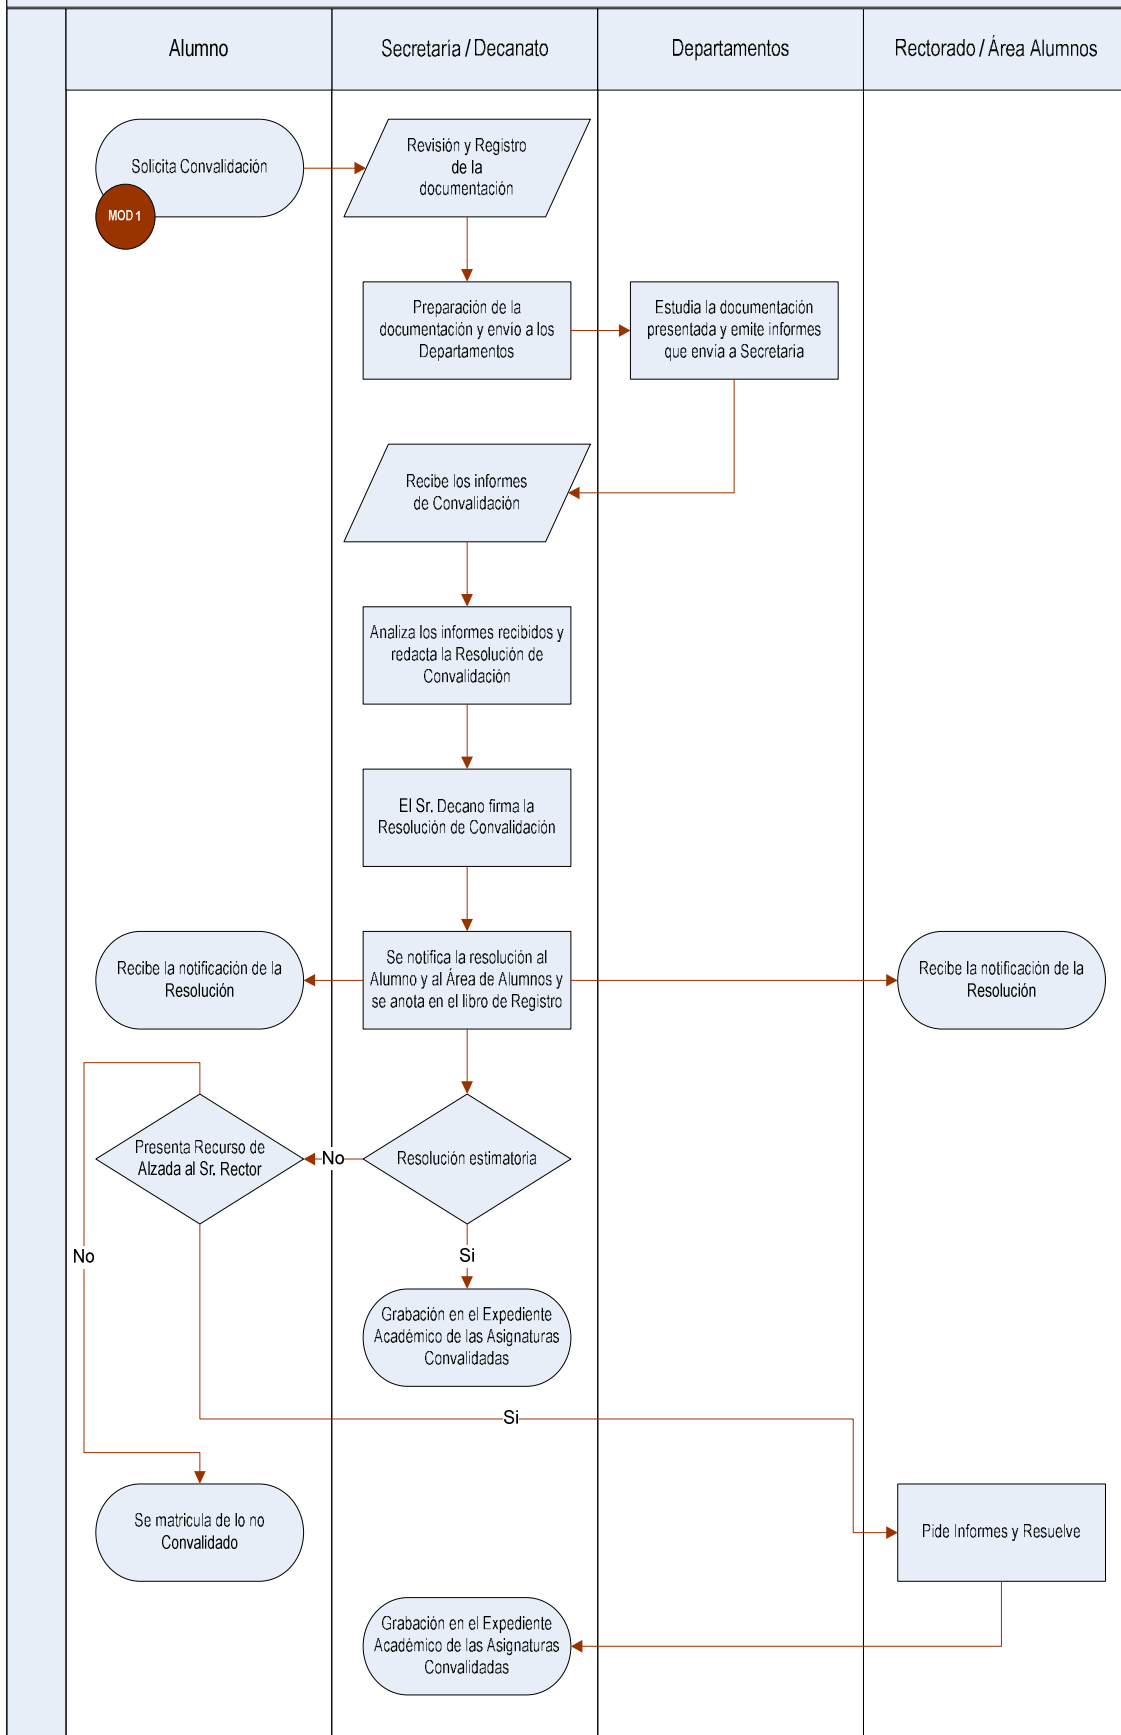 Alumno
Secretaría / Decanato
Departamentos
Rectorado / Área Alumnos
Solicita Convalidación
MOD 1
Revisión y Registro
de la
documentación
Preparación de la
documentación y envío a los
Departamentos
Estudia la documentación
presentada y emite informes
que envía a Secretaria
Recibe los informes
de Convalidación
Analiza los informes recibidos y
redacta la Resolución de
Convalidación
El Sr. Decano firma la
Resolución de Convalidación
Recibe la notificación de la
Resolución
Se notifica la resolución al
Alumno y al Área de Alumnos y
se anota en el libro de Registro
Recibe la notificación de la
Resolución
Presenta Recurso de
Alzada al Sr. Rector
No
Resolución estimatoria
No
Si
Grabación en el Expediente
Académico de las Asignaturas
Convalidadas
Si
Se matricula de lo no
Convalidado
Pide Informes y Resuelve
Grabación en el Expediente
Académico de las Asignaturas
Convalidadas